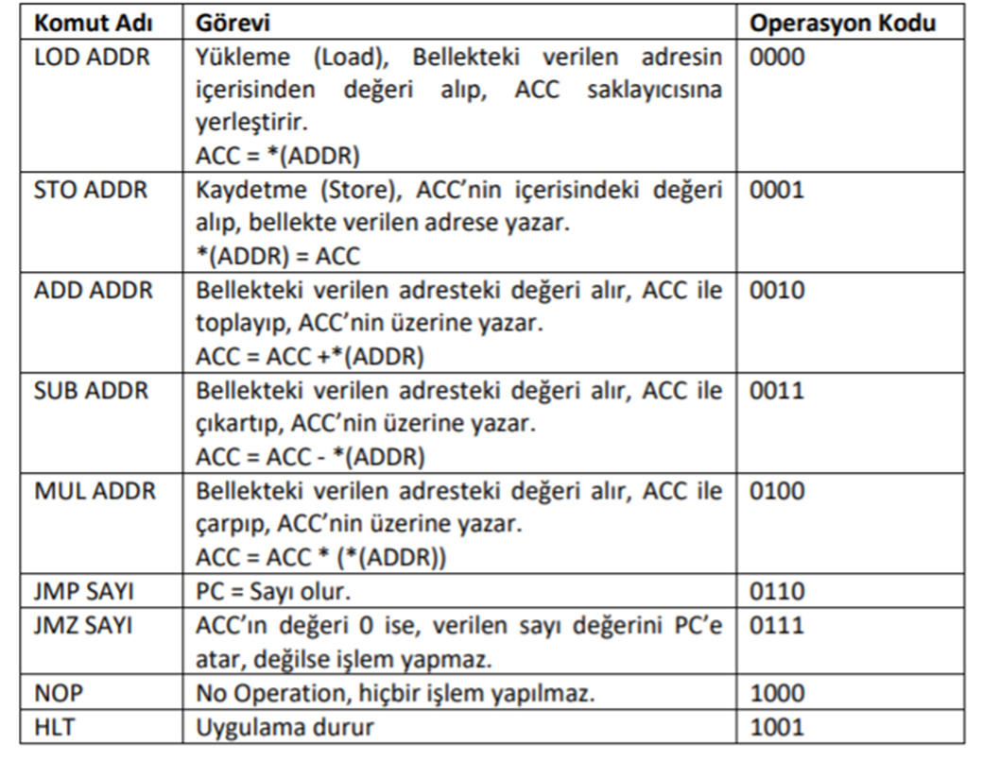 Komut Adı Görevi Operasyon Kodu
LOD ADDR Yükleme (Load), Bellekteki verilen adresin 0000
içerisinden değeri alıp, ACC saklayıcısına
yerleştirir.
ACC = *(ADDR)
STO ADDR Kaydetme (Store), ACC’nin içerisindeki değeri 0001
alıp, bellekte verilen adrese yazar.
*(ADDR) = ACC
ADD ADDR Bellekteki verilen adresteki değeri alır, ACC ile 0010
toplayıp, ACC’nin üzerine yazar.
ACC = ACC +*(ADDR)
SUB ADDR Bellekteki verilen adresteki değeri alır, ACC ile 0011
çıkartıp, ACC’nin üzerine yazar.
ACC = ACC - *(ADDR)
MUL ADDR Bellekteki verilen adresteki değeri alır, ACC ile 0100
çarpıp, ACC’nin üzerine yazar.
ACC = ACC * (*(ADDR))
JMP SAYI PC = Sayı olur. 0110
JMZ SAYI ACC’ın değeri 0 ise, verilen sayı değerini PC’e 0111
atar, değilse işlem yapmaz.
NOP No Operation, hiçbir işlem yapılmaz. 1000
HLT Uygulama durur 1001